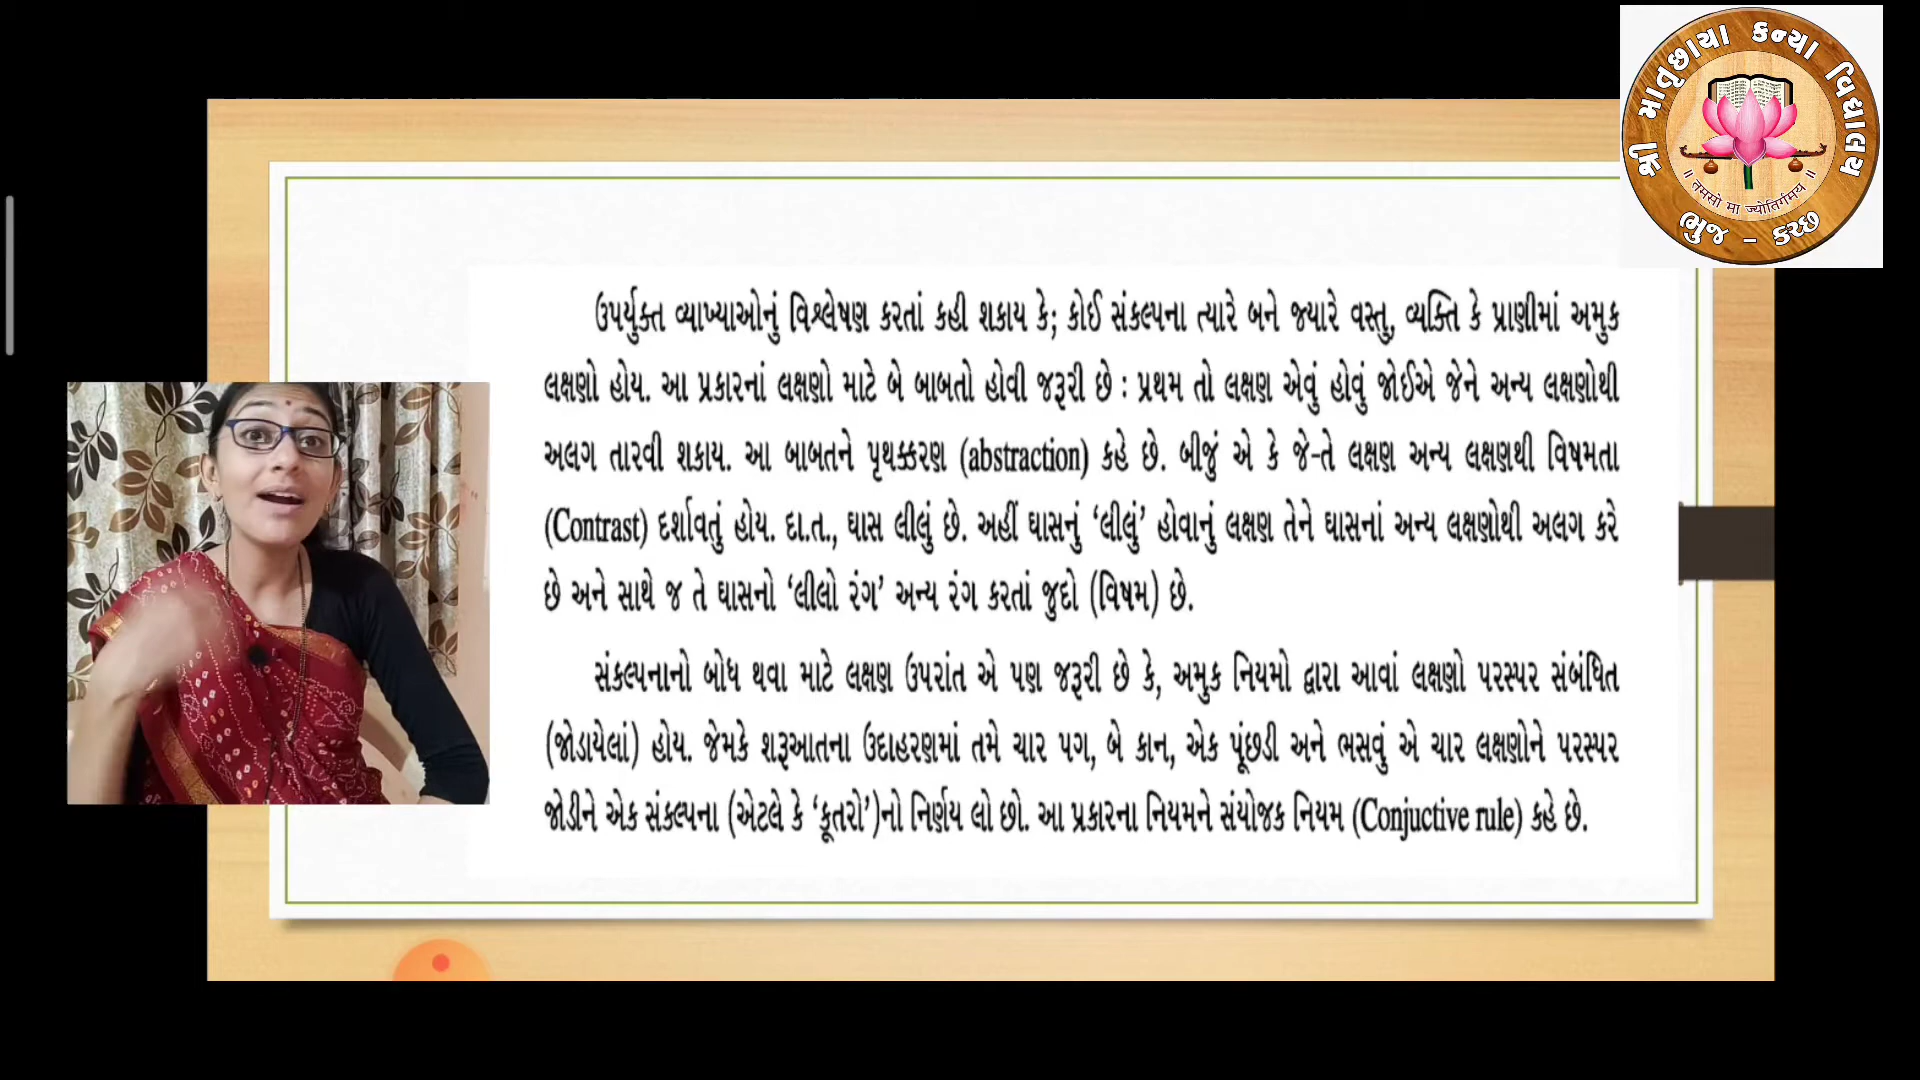 શ્રી માતૃછાયા કન્યા વિદ્યાલય
॥ તમસો મા જ્યોતિર્ગમય ॥
ભુજ - કચ્છ
ઉપર્યુક્ત વ્યાખ્યાઓનું વિશ્લેષણ કરતાં કહી શકાય કે; કોઈ સંકલ્પના ત્યારે બને જ્યારે વસ્તુ, વ્યક્તિ કે પ્રાણીમાં અમુક
લક્ષણો હોય. આ પ્રકારનાં લક્ષણો માટે બે બાબતો હોવી જરૂરી છે : પ્રથમ તો લક્ષણ એવું હોવું જોઈએ જેને અન્ય લક્ષણોથી
અલગ તારવી શકાય. આ બાબતને પૃથક્કરણ (abstraction) કહે છે. બીજું એ કે જે-તે લક્ષણ અન્ય લક્ષણથી વિષમતા
(Contrast) દર્શાવતું હોય. દા.ત., ઘાસ લીલું છે. અહીં ઘાસનું ‘લીલું’ હોવાનું લક્ષણ તેને ઘાસનાં અન્ય લક્ષણોથી અલગ કરે
છે અને સાથે જ તે ઘાસનો ‘લીલો રંગ’ અન્ય રંગ કરતાં જુદો (વિષમ) છે.
સંકલ્પનાનો બોધ થવા માટે લક્ષણ ઉપરાંત એ પણ જરૂરી છે કે, અમુક નિયમો દ્વારા આવાં લક્ષણો પરસ્પર સંબંધિત
(જોડાયેલાં) હોય. જેમકે શરૂઆતના ઉદાહરણમાં તમે ચાર પગ, બે કાન, એક પૂંછડી અને ભસવું એ ચાર લક્ષણોને પરસ્પર
જોડીને એક સંકલ્પના (એટલે કે ‘કૂતરો’)નો નિર્ણય લો છો. આ પ્રકારના નિયમને સંયોજક નિયમ (Conjuctive rule) કહે છે.